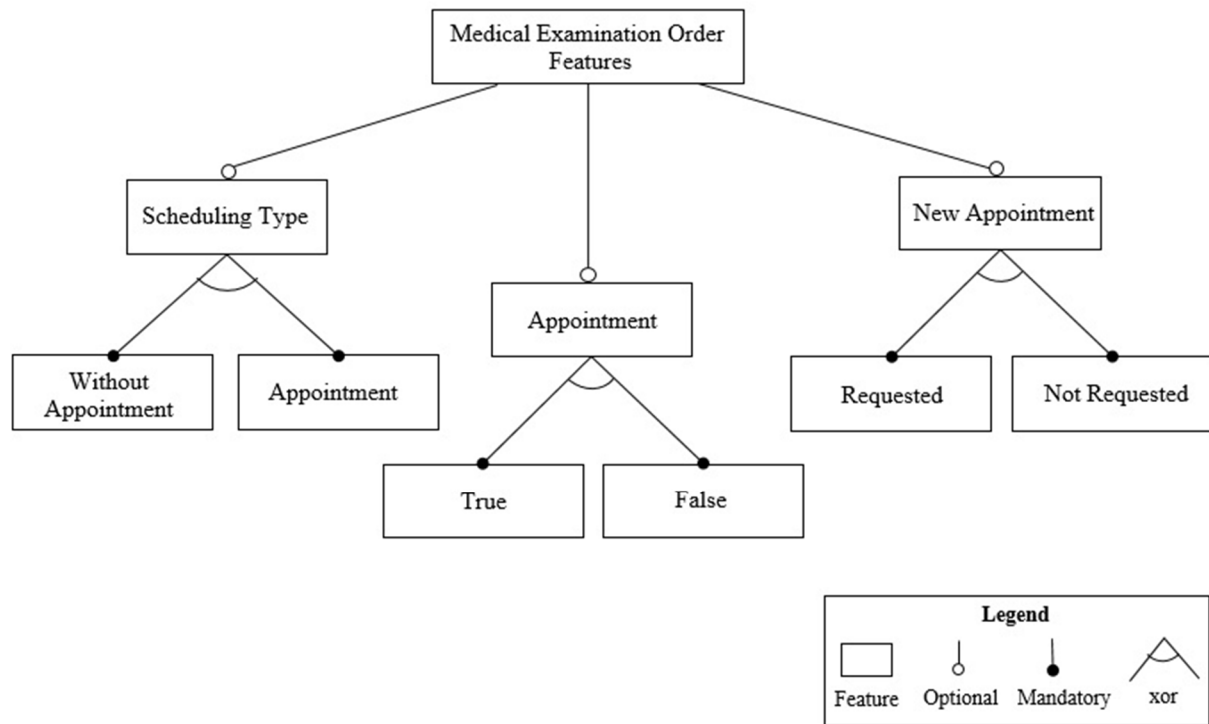 Medical Examination Order
Features
Scheduling Type
New Appointment
Appointment
Without
Appointment
Appointment
Requested
Not Requested
True
False
Legend
Feature
Optional
Mandatory
xor